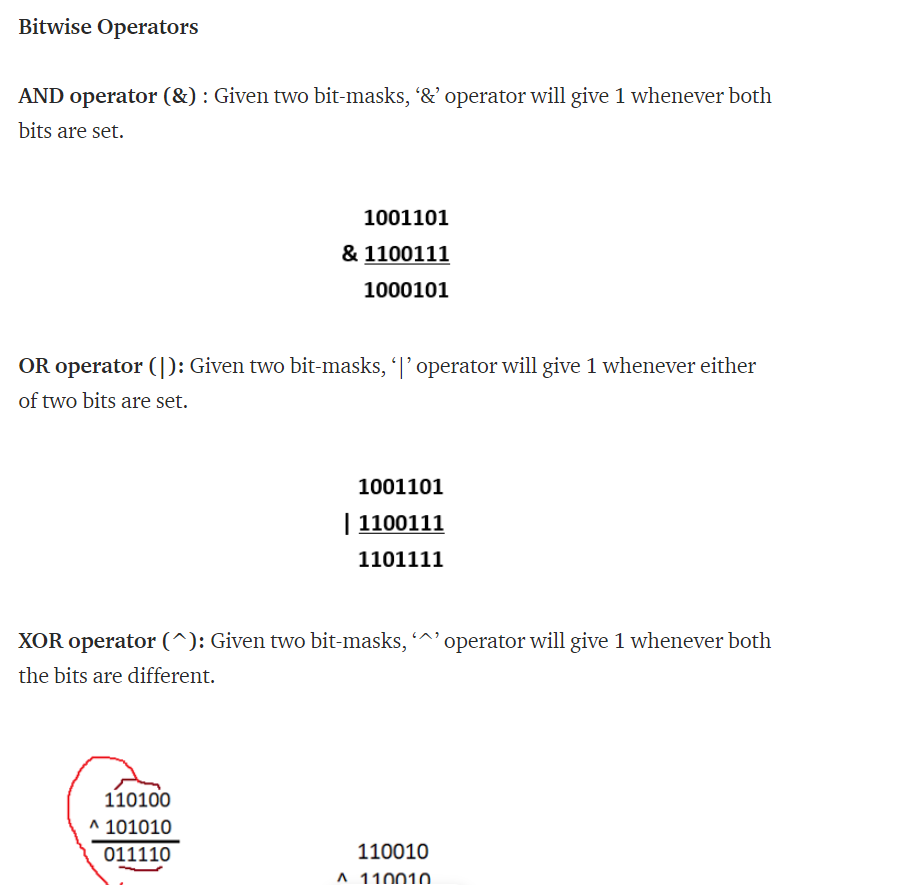 Bitwise Operators
AND operator (&) : Given two bit-masks, ‘&’ operator will give 1 whenever both
bits are set.
1001101
& 1100111
1000101
OR operator (|): Given two bit-masks, ‘|’ operator will give 1 whenever either
of two bits are set.
1001101
| 1100111
1101111
XOR operator (^): Given two bit-masks, ‘^’ operator will give 1 whenever both
the bits are different.
110100
^ 101010
011110
110010
^ 110010